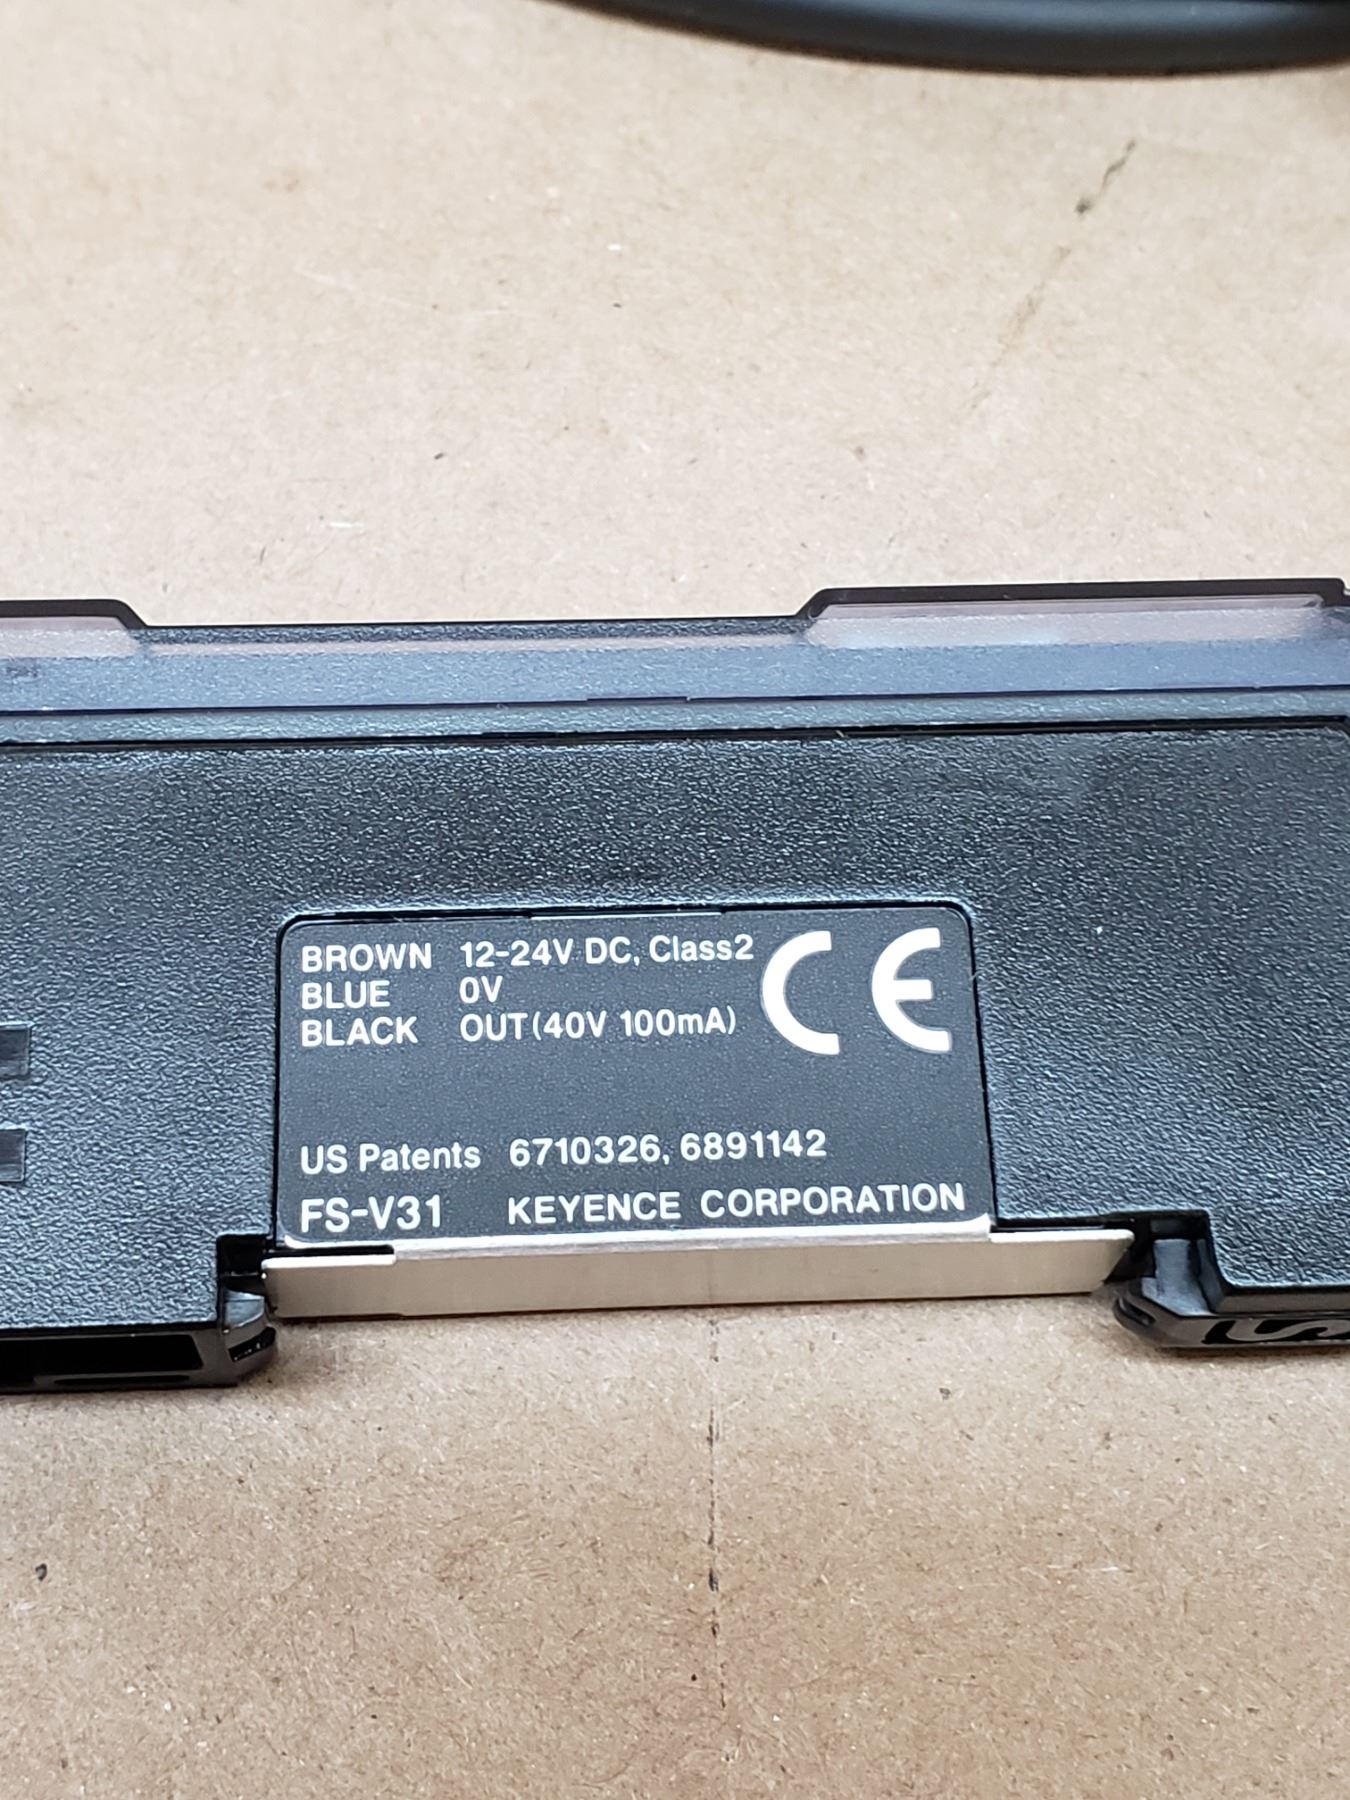 BROWN 12-24V DC, Class2
BLUE 0V
BLACK OUT(40V 100mA)
CE
US Patents 6710326, 6891142
FS-V31 KEYENCE CORPORATION